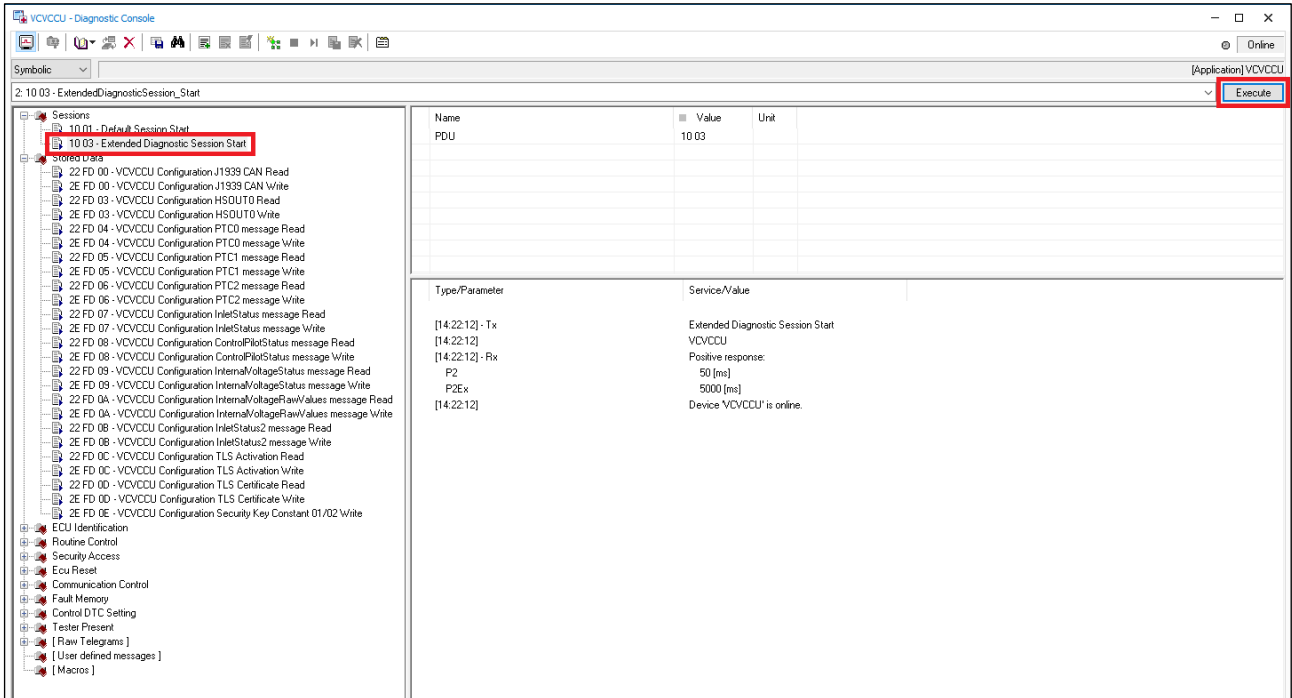 VCVCCU - Diagnostic Console
Online
Symbolic
[Application] VCVCCU
2: 10 03 - ExtendedDiagnosticSession_Start
Execute
Sessions
10 01 - Default Session Start
10 03 - Extended Diagnostic Session Start
Stored Data
22 FD 00 - VCVCCU Configuration J1939 CAN Read
2E FD 00 - VCVCCU Configuration J1939 CAN Write
22 FD 03 - VCVCCU Configuration HSOUT0 Read
2E FD 03 - VCVCCU Configuration HSOUT0 Write
22 FD 04 - VCVCCU Configuration PTC0 message Read
2E FD 04 - VCVCCU Configuration PTC0 message Write
22 FD 05 - VCVCCU Configuration PTC1 message Read
2E FD 05 - VCVCCU Configuration PTC1 message Write
22 FD 06 - VCVCCU Configuration PTC2 message Read
2E FD 06 - VCVCCU Configuration PTC2 message Write
22 FD 07 - VCVCCU Configuration InletStatus message Read
2E FD 07 - VCVCCU Configuration InletStatus message Write
22 FD 08 - VCVCCU Configuration ControlPilotStatus message Read
2E FD 08 - VCVCCU Configuration ControlPilotStatus message Write
22 FD 09 - VCVCCU Configuration InternalVoltageStatus message Read
2E FD 09 - VCVCCU Configuration InternalVoltageStatus message Write
22 FD 0A - VCVCCU Configuration InternalVoltageRawValues message Read
2E FD 0A - VCVCCU Configuration InternalVoltageRawValues message Write
22 FD 0B - VCVCCU Configuration InletStatus2 message Read
2E FD 0B - VCVCCU Configuration InletStatus2 message Write
22 FD 0C - VCVCCU Configuration TLS Activation Read
2E FD 0C - VCVCCU Configuration TLS Activation Write
22 FD 0D - VCVCCU Configuration TLS Certificate Read
2E FD 0D - VCVCCU Configuration TLS Certificate Write
2E FD 0E - VCVCCU Configuration Security Key Constant 01/02 Write
ECU Identification
Routine Control
Security Access
Ecu Reset
Communication Control
Fault Memory
Control DTC Setting
Tester Present
[ Raw Telegrams ]
[ User defined messages ]
[ Macros ]
Name Value Unit
PDU 10 03
Type/Parameter Service/Value
[14:22:12] - Tx Extended Diagnostic Session Start
[14:22:12] VCVCCU
[14:22:12] - Rx Positive response:
P2 50 [ms]
P2Ex 5000 [ms]
[14:22:12] Device 'VCVCCU' is online.